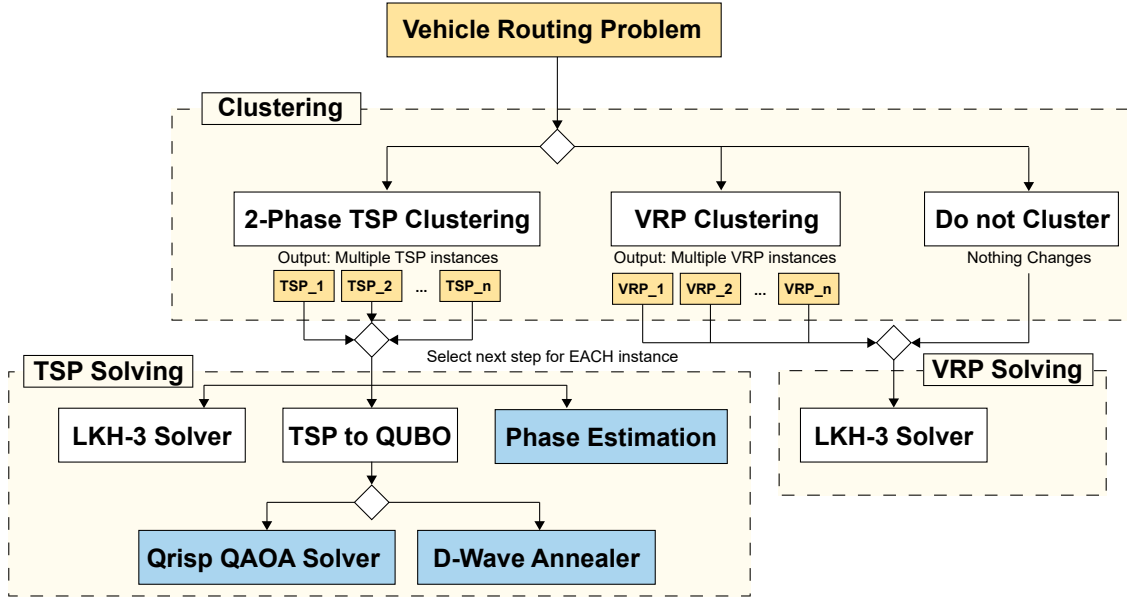 Vehicle Routing Problem
Clustering
2-Phase TSP Clustering
VRP Clustering
Do not Cluster
Output: Multiple TSP instances
Output: Multiple VRP instances
Nothing Changes
TSP_1
TSP_2
...
TSP_n
VRP_1
VRP_2
...
VRP_n
Select next step for EACH instance
TSP Solving
VRP Solving
LKH-3 Solver
TSP to QUBO
Phase Estimation
LKH-3 Solver
Qrisp QAOA Solver
D-Wave Annealer